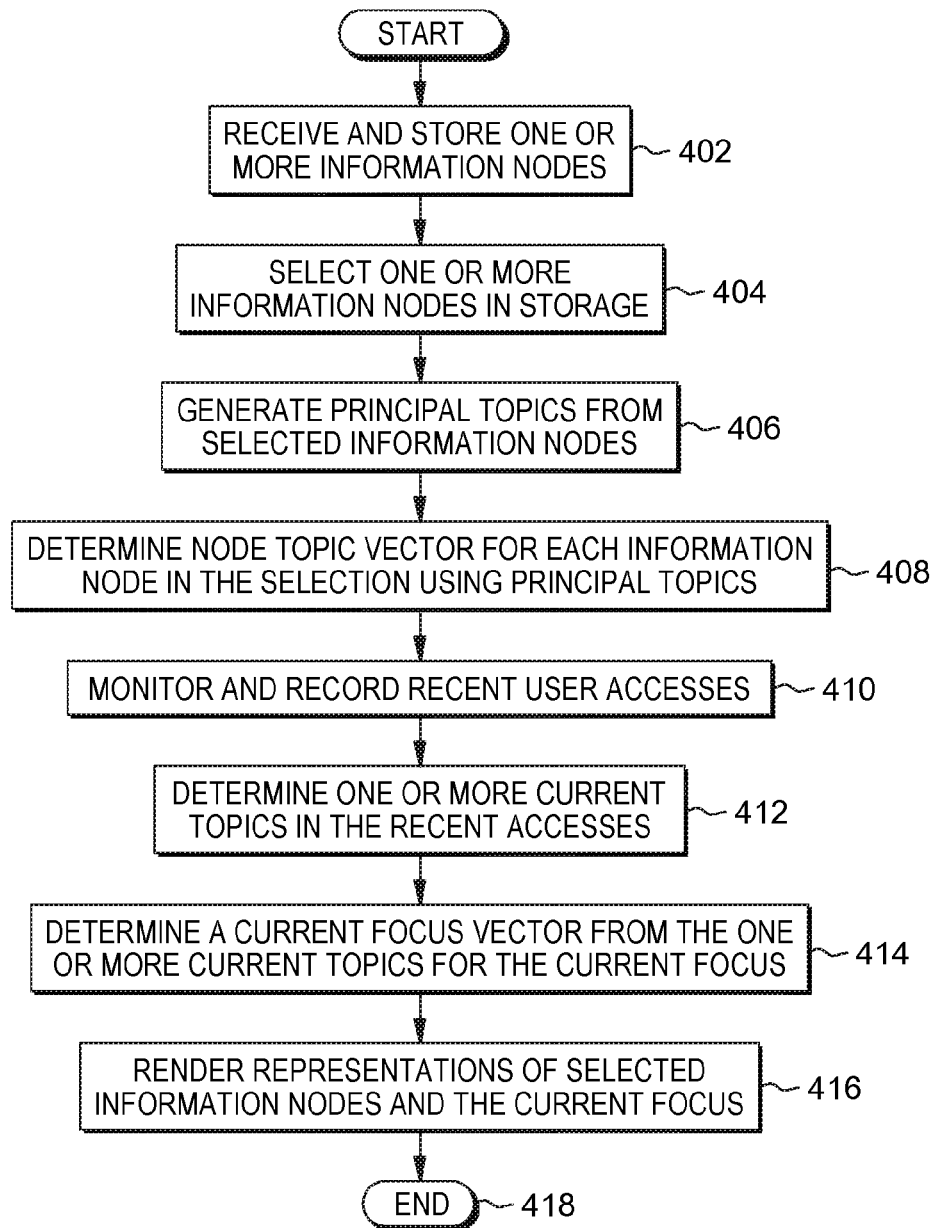 START
RECEIVE AND STORE ONE OR
MORE INFORMATION NODES
402
SELECT ONE OR MORE
INFORMATION NODES IN STORAGE
404
GENERATE PRINCIPAL TOPICS FROM
SELECTED INFORMATION NODES
406
DETERMINE NODE TOPIC VECTOR FOR EACH INFORMATION
NODE IN THE SELECTION USING PRINCIPAL TOPICS
408
MONITOR AND RECORD RECENT USER ACCESSES
410
DETERMINE ONE OR MORE CURRENT
TOPICS IN THE RECENT ACCESSES
412
DETERMINE A CURRENT FOCUS VECTOR FROM THE ONE
OR MORE CURRENT TOPICS FOR THE CURRENT FOCUS
414
RENDER REPRESENTATIONS OF SELECTED
INFORMATION NODES AND THE CURRENT FOCUS
416
END
418